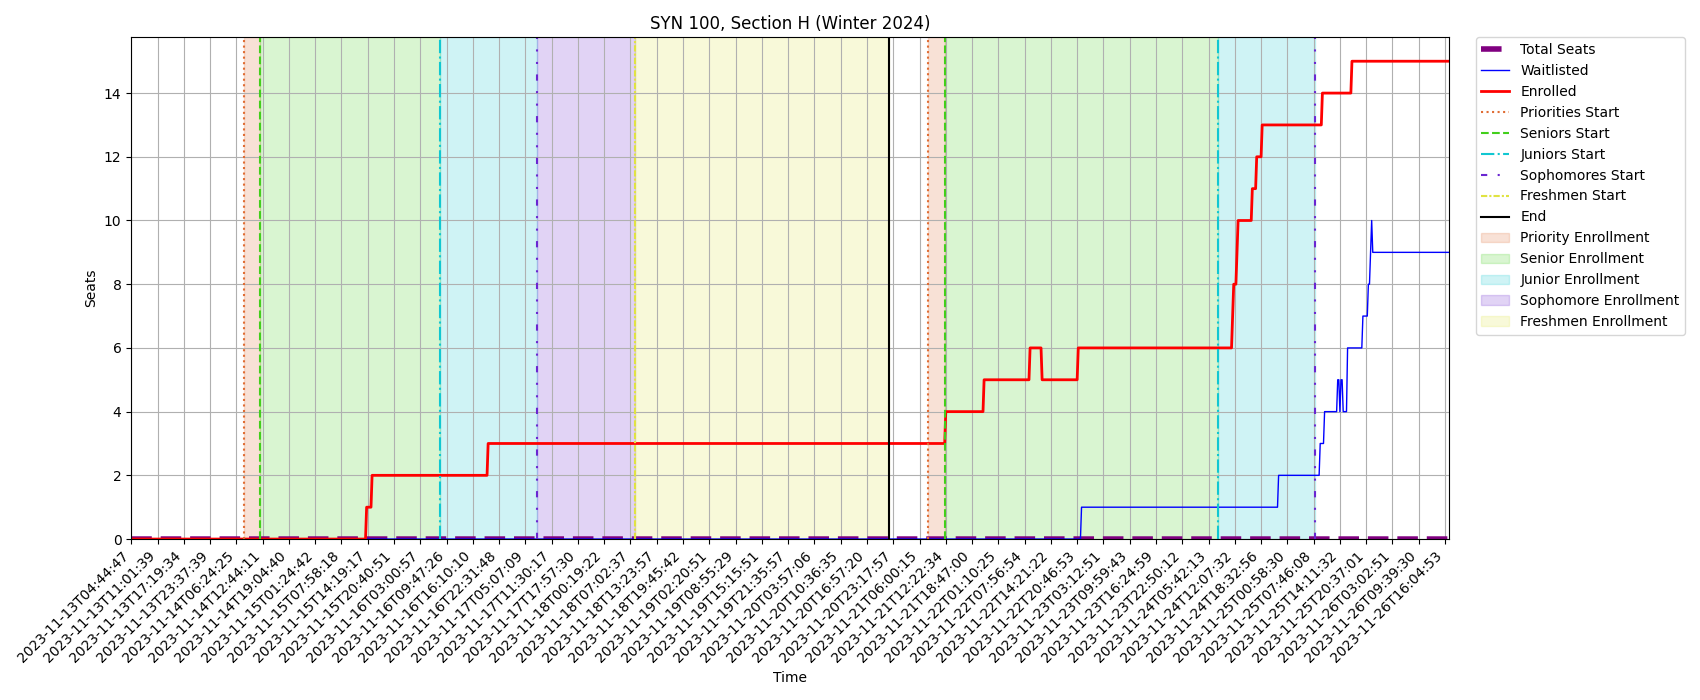 SYN 100, Section H (Winter 2024)
Seats
14
12
10
8
6
4
2
0
2023-11-13T04:44:47
2023-11-13T11:01:39
2023-11-13T17:19:34
2023-11-13T23:37:39
2023-11-14T06:24:25
2023-11-14T12:44:11
2023-11-14T19:04:40
2023-11-15T01:24:42
2023-11-15T07:58:18
2023-11-15T14:19:17
2023-11-15T20:40:51
2023-11-16T03:00:57
2023-11-16T09:47:26
2023-11-16T16:10:10
2023-11-16T22:31:48
2023-11-17T05:07:09
2023-11-17T11:30:17
2023-11-17T17:57:30
2023-11-18T00:19:22
2023-11-18T07:02:37
2023-11-18T13:23:57
2023-11-18T19:45:42
2023-11-19T02:20:51
2023-11-19T08:55:29
2023-11-19T15:15:51
2023-11-19T21:35:57
2023-11-20T03:57:06
2023-11-20T10:36:35
2023-11-20T16:57:20
2023-11-20T23:17:57
2023-11-21T06:00:15
2023-11-21T12:22:34
2023-11-21T18:47:00
2023-11-22T01:10:25
2023-11-22T07:56:54
2023-11-22T14:21:22
2023-11-22T20:46:53
2023-11-23T03:12:51
2023-11-23T09:59:43
2023-11-23T16:24:59
2023-11-23T22:50:12
2023-11-24T05:42:13
2023-11-24T12:07:32
2023-11-24T18:32:56
2023-11-25T00:58:30
2023-11-25T07:46:08
2023-11-25T14:11:32
2023-11-25T20:37:01
2023-11-26T03:02:51
2023-11-26T09:39:30
2023-11-26T16:04:53
Time
Total Seats
Waitlisted
Enrolled
Priorities Start
Seniors Start
Juniors Start
Sophomores Start
Freshmen Start
End
Priority Enrollment
Senior Enrollment
Junior Enrollment
Sophomore Enrollment
Freshmen Enrollment